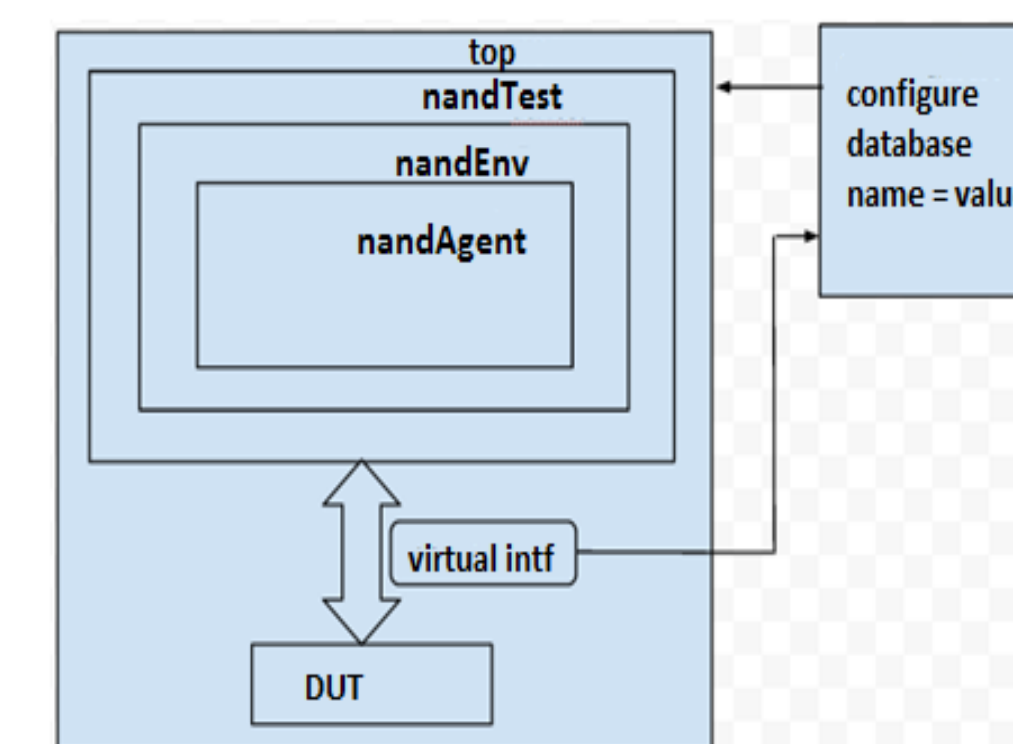 top
nandTest
nandEnv
nandAgent
virtual intf
DUT
configure
database
name = valu